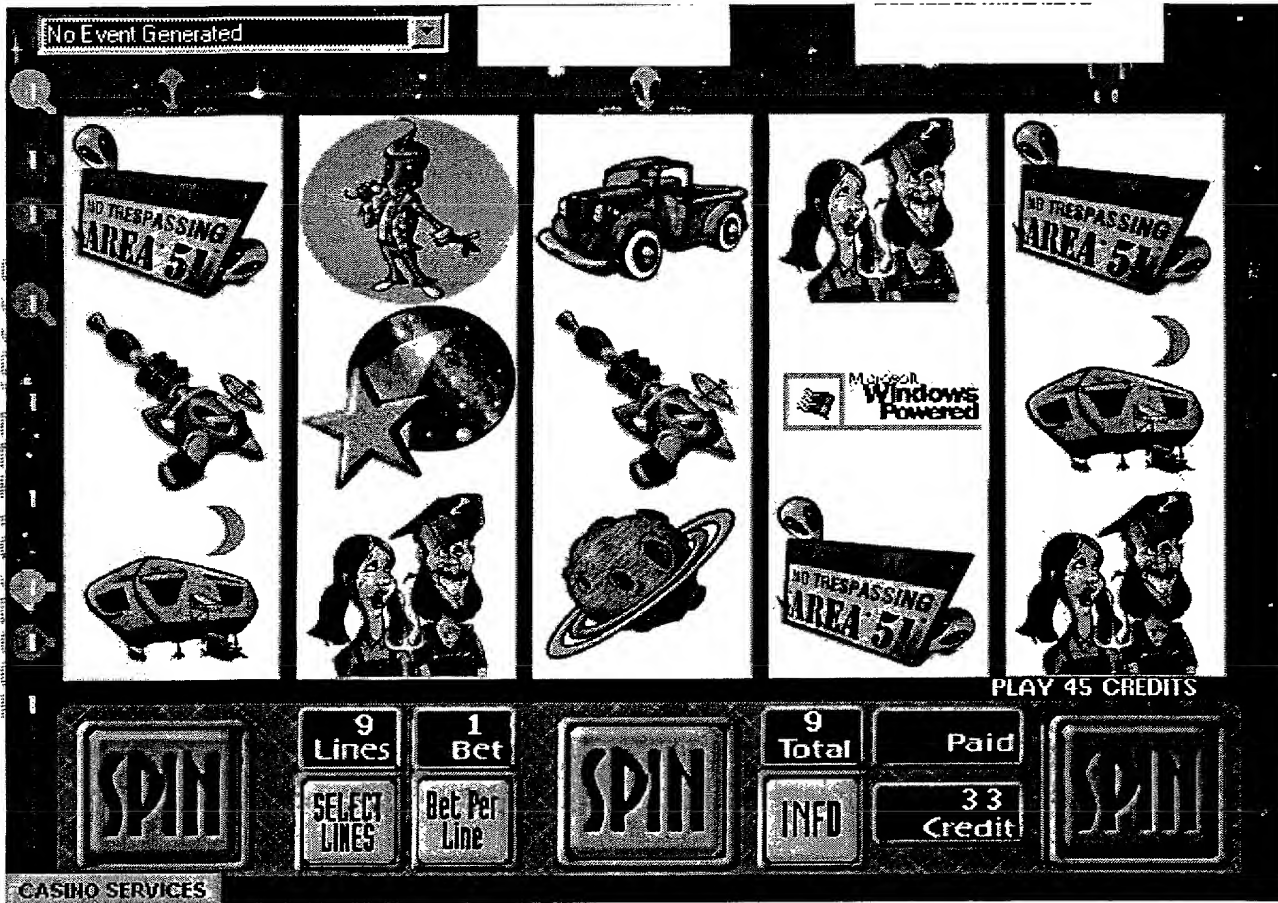 No Event Generated
NO TRESPASSING
AREA 51
NO TRESPASSING
AREA 51
Microsoft
Windows
Powered
NO TRESPASSING
AREA 51
PLAY 45 CREDITS
SPIN
9
Lines
SELECT
LINES
1
Bet
Bet Per
Line
SPIN
9
Total
INFO
Paid
33
Credit
SPIN
CASINO SERVICES